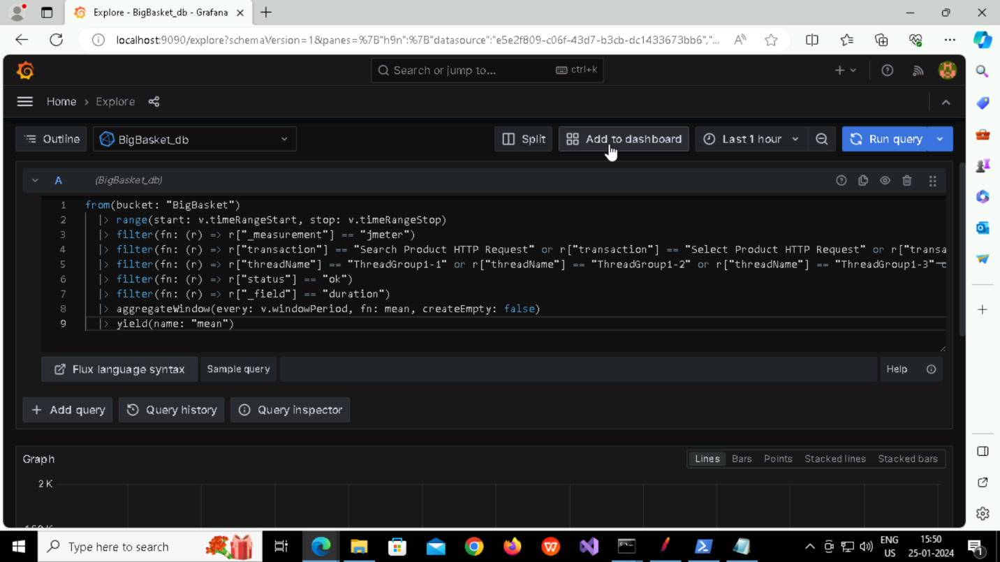 Explore - BigBasket_db - Grafana
localhost:9090/explore?schemaVersion=1&panes=%7B"h9n":%7B"datasource":"e5e2f809-c06f-43d7-b3cb-dc1433673bb6","...
Search or jump to... ctrl+k
Home › Explore
Outline BigBasket_db Split Add to dashboard Last 1 hour Run query
A (BigBasket_db)
1 from(bucket: "BigBasket")
2 |> range(start: v.timeRangeStart, stop: v.timeRangeStop)
3 |> filter(fn: (r) => r["_measurement"] == "jmeter")
4 |> filter(fn: (r) => r["transaction"] == "Search Product HTTP Request" or r["transaction"] == "Select Product HTTP Request" or r["transa
5 |> filter(fn: (r) => r["threadName"] == "ThreadGroup1-1" or r["threadName"] == "ThreadGroup1-2" or r["threadName"] == "ThreadGroup1-3"
6 |> filter(fn: (r) => r["status"] == "ok")
7 |> filter(fn: (r) => r["_field"] == "duration")
8 |> aggregateWindow(every: v.windowPeriod, fn: mean, createEmpty: false)
9 |> yield(name: "mean")
Flux language syntax Sample query Help
+ Add query Query history Query inspector
Graph Lines Bars Points Stacked lines Stacked bars
2 K
Type here to search
ENG 15:50
US 25-01-2024
1